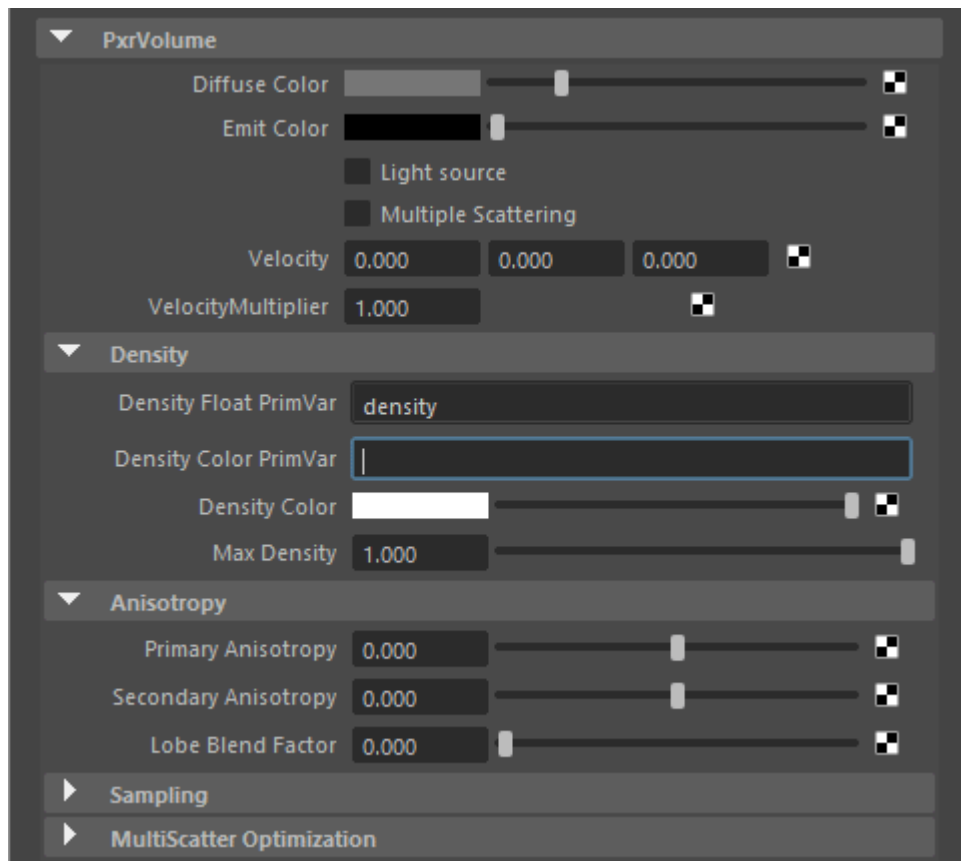 PxrVolume
Diffuse Color
Emit Color
Light source
Multiple Scattering
Velocity 0.000 0.000 0.000
VelocityMultiplier 1.000
Density
Density Float PrimVar density
Density Color PrimVar
Density Color
Max Density 1.000
Anisotropy
Primary Anisotropy 0.000
Secondary Anisotropy 0.000
Lobe Blend Factor 0.000
Sampling
MultiScatter Optimization